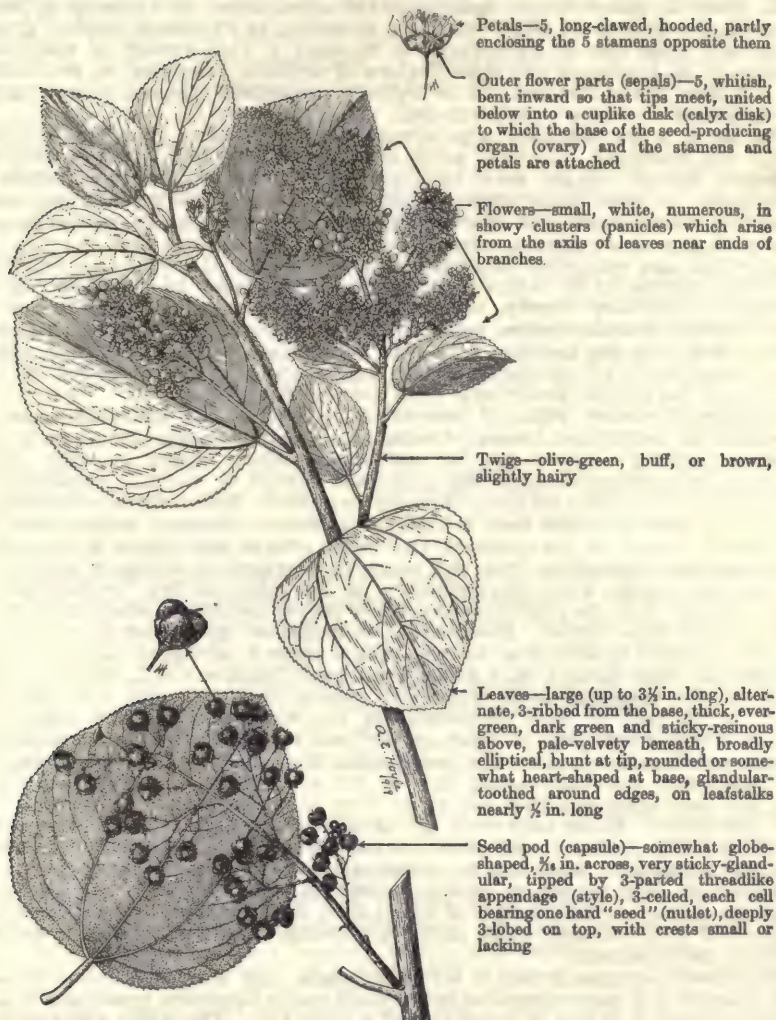 Petals—5, long-clawed, hooded, partly
enclosing the 5 stamens opposite them
Outer flower parts (sepals)—5, whitish,
bent inward so that tips meet, united
below into a cuplike disk (calyx disk)
to which the base of the seed-producing
organ (ovary) and the stamens and
petals are attached
Flowers—small, white, numerous, in
showy clusters (panicles) which arise
from the axils of leaves near ends of
branches.
Twigs—olive-green, buff, or brown,
slightly hairy
Leaves—large (up to 3½ in. long), alter-
nate, 3-ribbed from the base, thick, ever-
green, dark green and sticky-resinous
above, pale-velvety beneath, broadly
elliptical, blunt at tip, rounded or some-
what heart-shaped at base, glandular-
toothed around edges, on leafstalks
nearly ½ in. long
A.E. Hoyle
Seed pod (capsule)—somewhat globe-
shaped, in. across, very sticky-gland-
ular, tipped by 3-parted threadlike
appendage (style), 3-celled, each cell
bearing one hard "seed" (nutlet), deeply
3-lobed on top, with crests small or
lacking